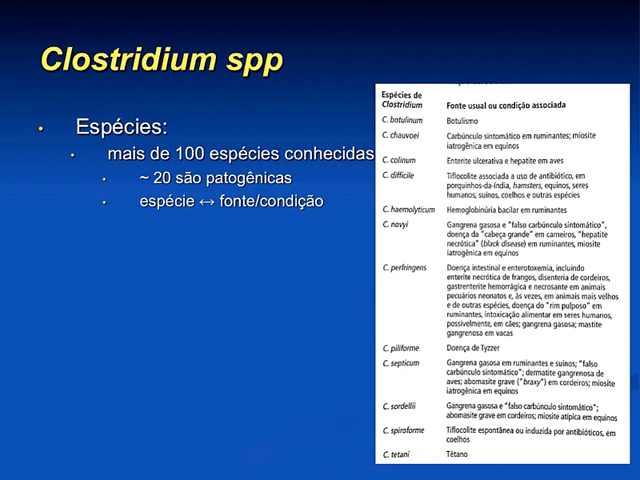 Clostridium spp
• Espécies:
• mais de 100 espécies conhecidas
• ~ 20 são patogênicas
• espécie ↔ fonte/condição
Espécies de
Clostridium Fonte usual ou condição associada
C. botulinum Botulismo
C. chauvoei Carbúnculo sintomático em ruminantes; miosite
iatrogênica em equinos
C. colinum Enterite ulcerativa e hepatite em aves
C. difficile Tiflocolite associada a uso de antibiótico, em
porquinhos-da-índia, hamsters, equinos, seres
humanos, suínos, coelhos e outras espécies
C. haemolyticum Hemoglobinúria bacilar em ruminantes
C. novyi Gangrena gasosa e "falso carbúnculo sintomático",
doença da "cabeça grande" em carneiros, "hepatite
necrótica" (black disease) em ruminantes, miosite
iatrogênica em equinos
C. perfringens Doença intestinal e enterotoxemia, incluindo
enterite necrótica de frangos, disenteria de cordeiros,
gastrenterite hemorrágica e necrosante em animais
pecuários neonatos e, às vezes, em animais mais velhos
e de outras espécies, doença do "rim pulposo" em
ruminantes, intoxicação alimentar em seres humanos,
possivelmente, em cães; gangrena gasosa; mastite
gangrenosa em vacas
C. piliforme Doença de Tyzzer
C. septicum Gangrena gasosa em ruminantes e suínos; "falso
carbúnculo sintomático"; dermatite gangrenosa de
aves; abomasite grave ("braxy") em cordeiros; miosite
iatrogênica em equinos
C. sordellii Gangrena gasosa e "falso carbúnculo sintomático";
abomasite grave em cordeiros; miosite atípica em equinos
C. spiroforme Tiflocolite espontânea ou induzida por antibióticos, em
coelhos
C. tetani Tétano